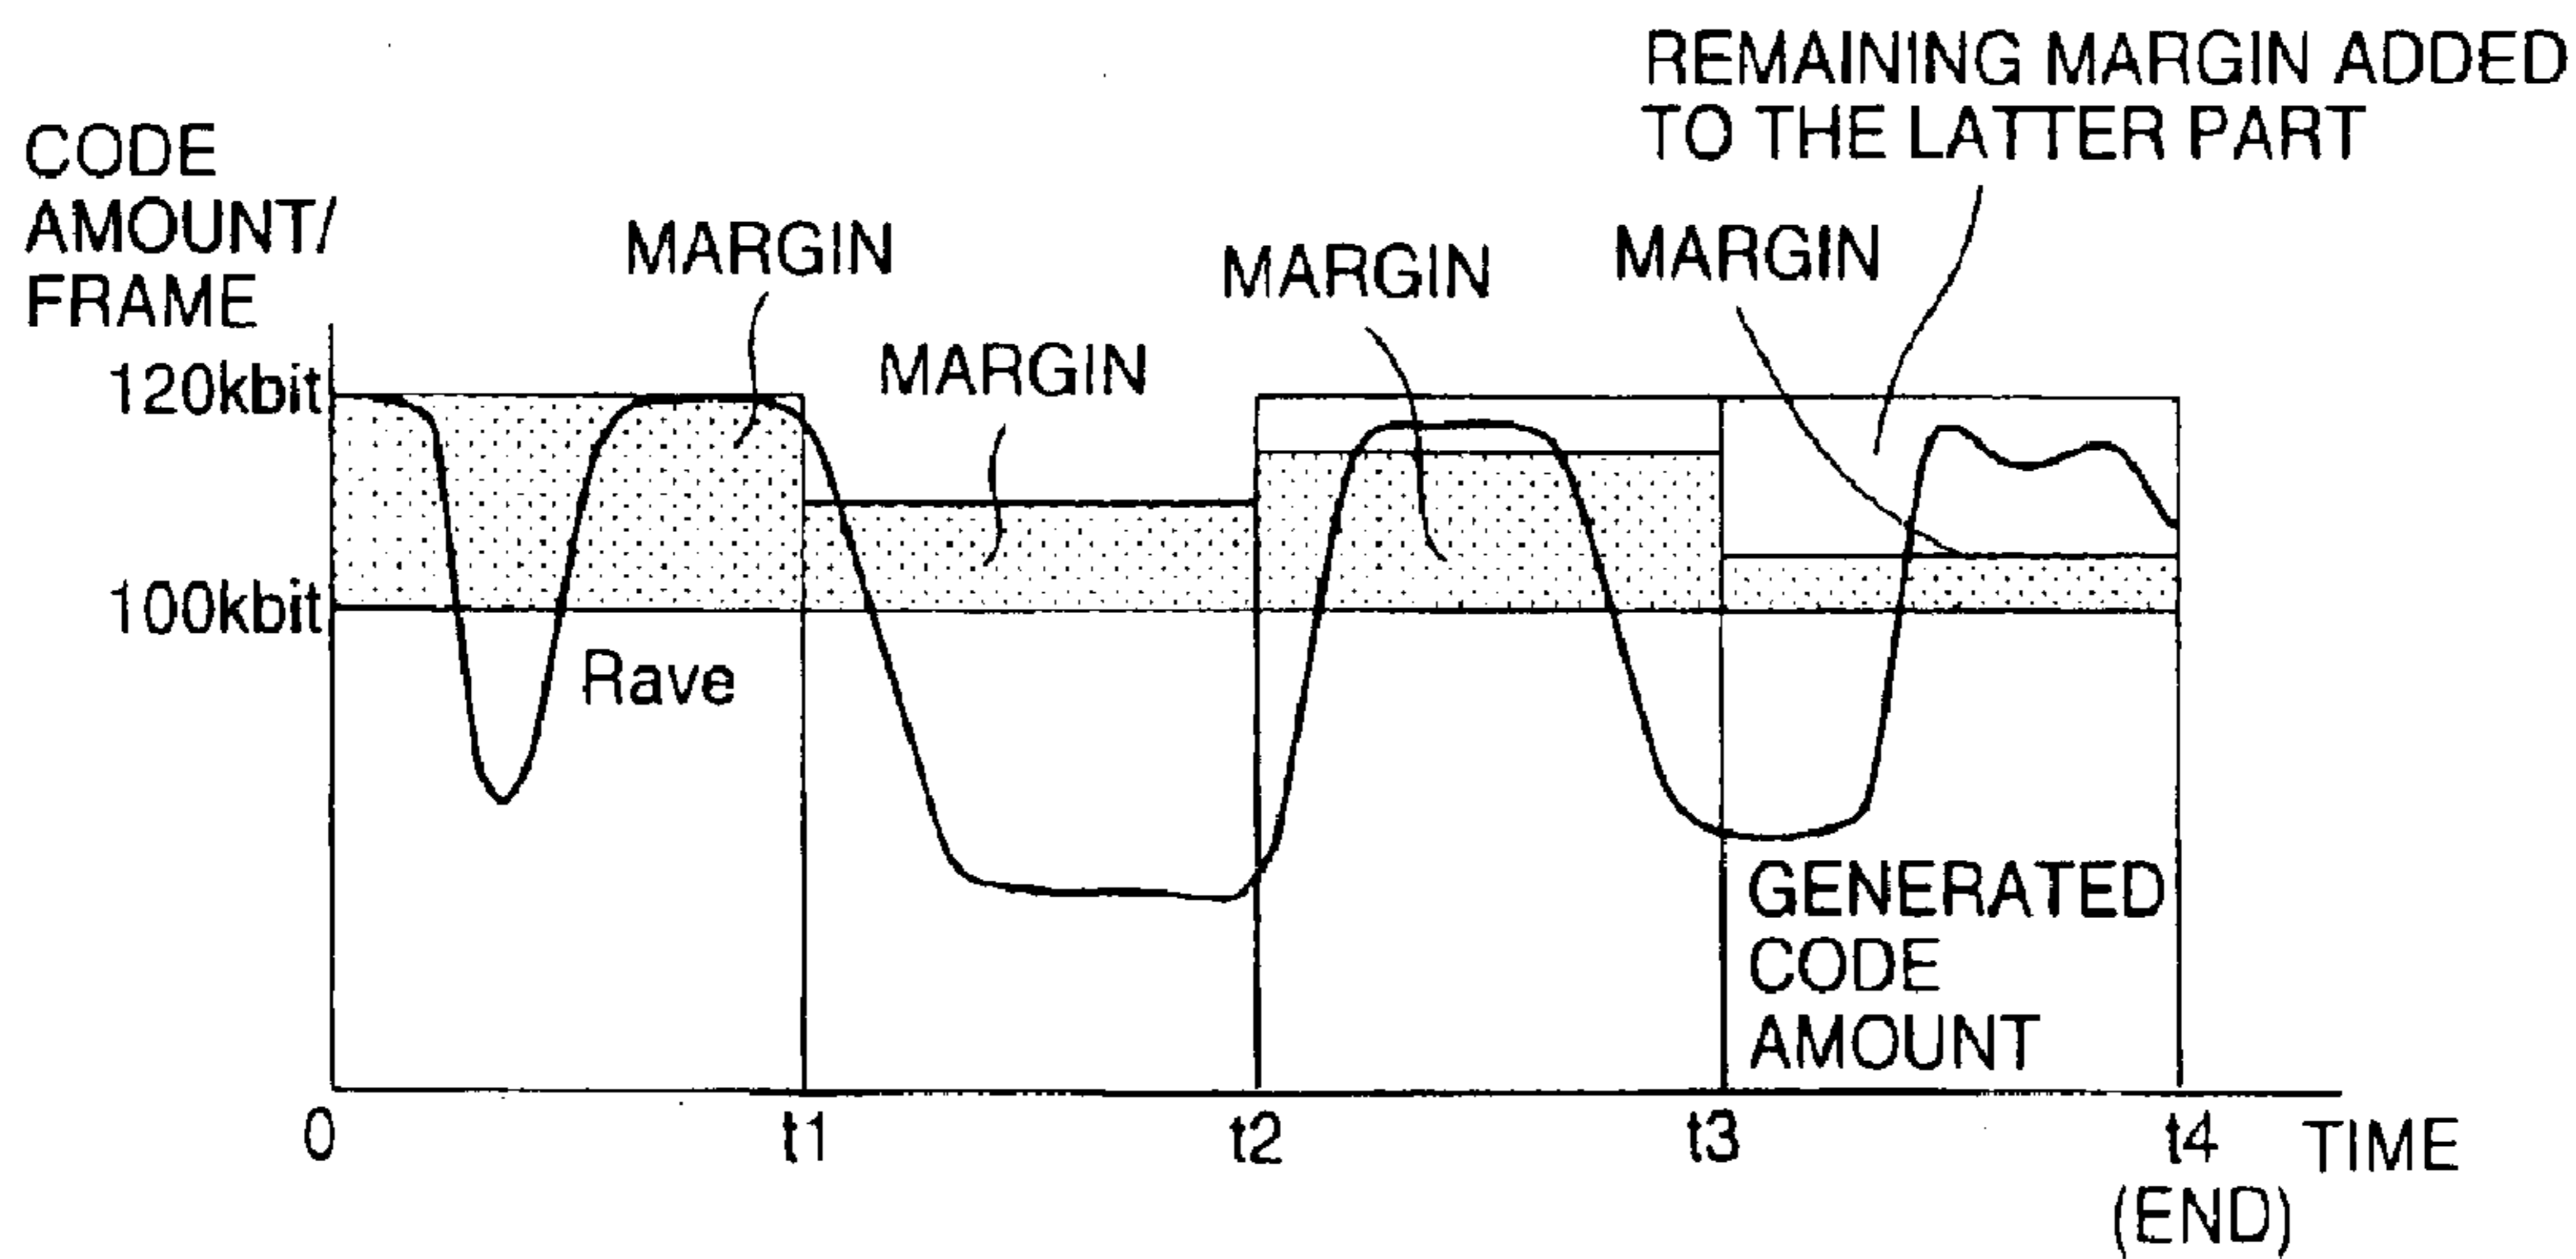 REMAINING MARGIN ADDED
TO THE LATTER PART
CODE
AMOUNT/
FRAME
MARGIN
MARGIN
MARGIN
MARGIN
120kbit
100kbit
Rave
GENERATED
CODE
AMOUNT
0
t1
t2
t3
t4
TIME
(END)